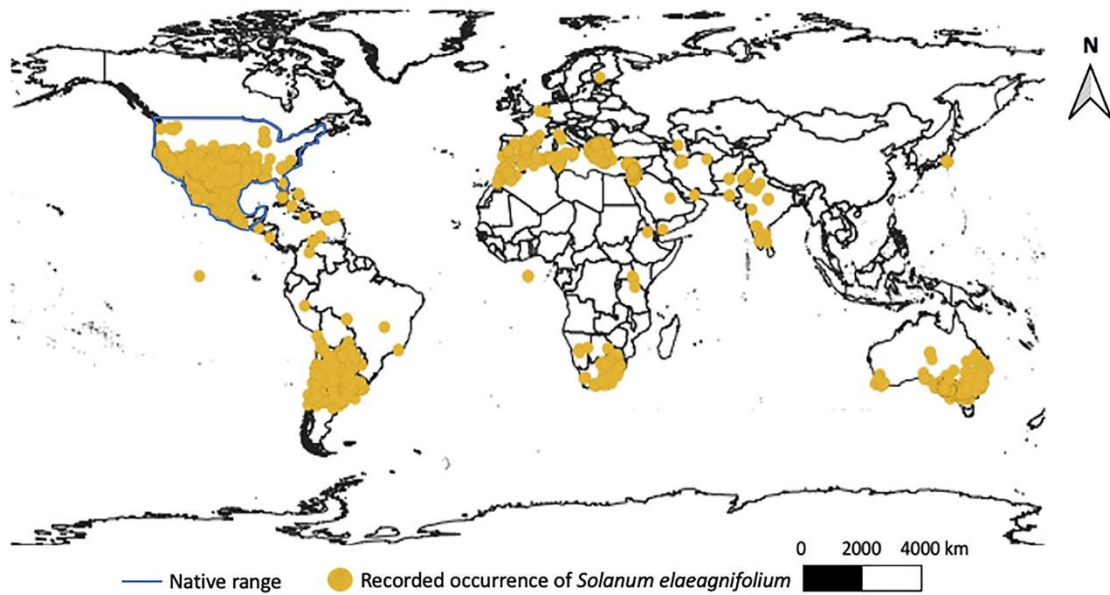 N
0 2000 4000 km
Native range
Recorded occurrence of Solanum elaeagnifolium